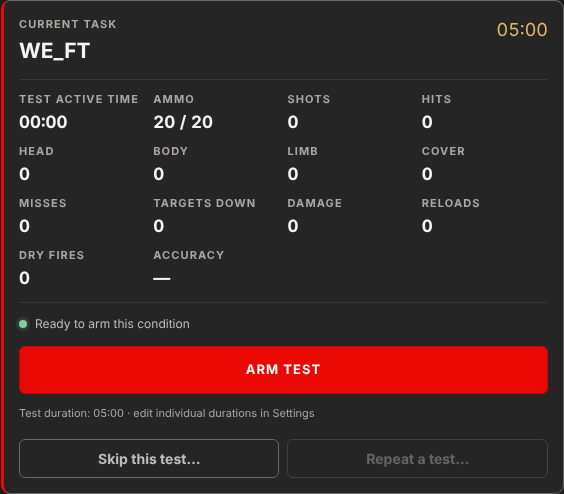 CURRENT TASK
05:00
WE_FT
TEST ACTIVE TIME AMMO SHOTS HITS
00:00 20 / 20 0 0
HEAD BODY LIMB COVER
0 0 0 0
MISSES TARGETS DOWN DAMAGE RELOADS
0 0 0 0
DRY FIRES ACCURACY
0 —
Ready to arm this condition
ARM TEST
Test duration: 05:00 · edit individual durations in Settings
Skip this test... Repeat a test...